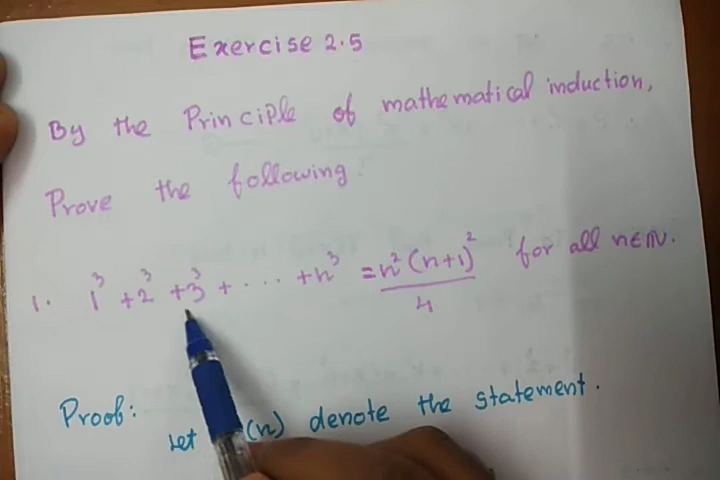 Exercise 2.5
By the Principle of mathematical induction,
Prove the following
1. 1³ + 2³ + 3³ + ... + n³ = n²(n+1)²/4 for all n∈N.
Proof:
Let (n) denote the statement.